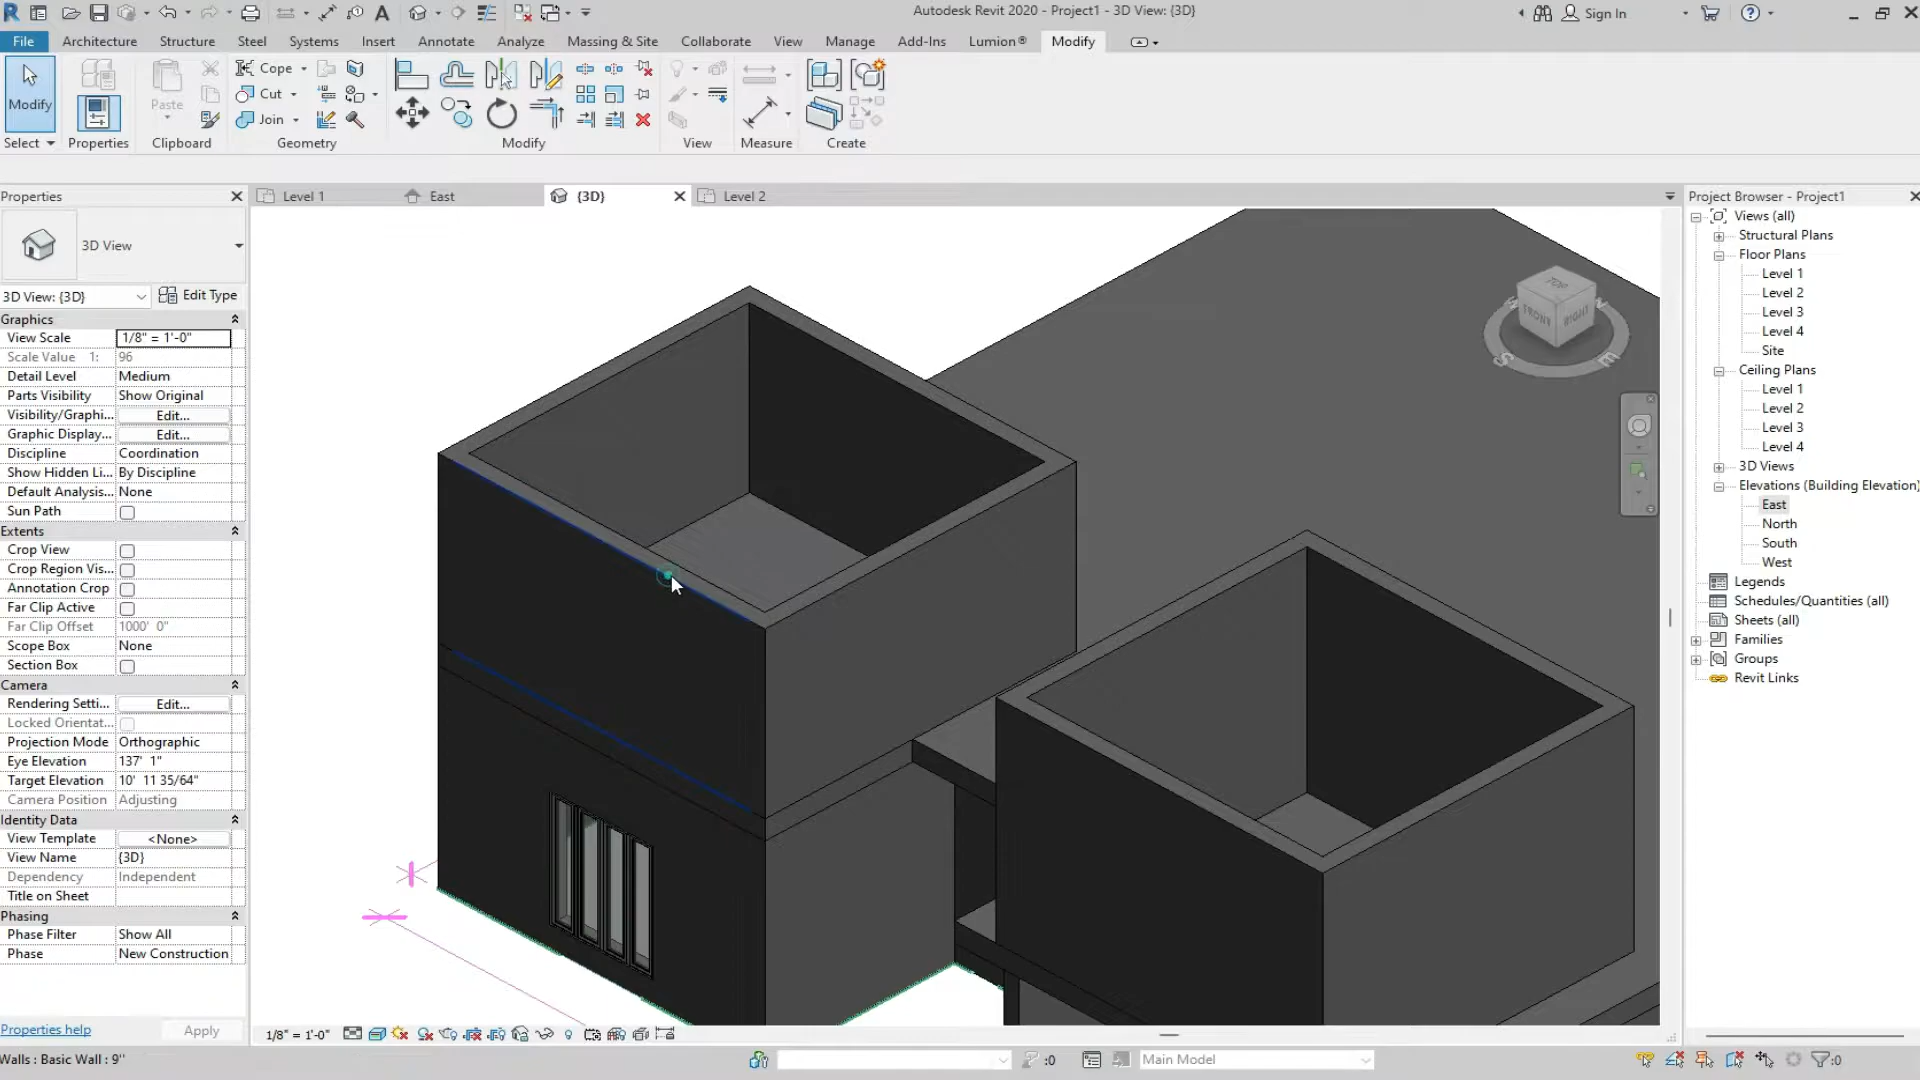 Autodesk Revit 2020 - Project1 - 3D View: {3D}
Sign In
File Architecture Structure Steel Systems Insert Annotate Analyze Massing & Site Collaborate View Manage Add-Ins Lumion® Modify
Modify
Paste
Cope
Cut
Join
Select Properties Clipboard Geometry Modify View Measure Create
Properties
Level 1 East {3D} Level 2
Project Browser - Project1
3D View
3D View: {3D} Edit Type
Graphics
View Scale 1/8" = 1'-0"
Scale Value 1: 96
Detail Level Medium
Parts Visibility Show Original
Visibility/Graphi... Edit...
Graphic Display... Edit...
Discipline Coordination
Show Hidden Li... By Discipline
Default Analysis... None
Sun Path
Extents
Crop View
Crop Region Vis...
Annotation Crop
Far Clip Active
Far Clip Offset 1000' 0"
Scope Box None
Section Box
Camera
Rendering Setti... Edit...
Locked Orientat...
Projection Mode Orthographic
Eye Elevation 137' 1"
Target Elevation 10' 11 35/64"
Camera Position Adjusting
Identity Data
View Template <None>
View Name {3D}
Dependency Independent
Title on Sheet
Phasing
Phase Filter Show All
Phase New Construction
Properties help Apply
TOP
FRONT RIGHT
S E
Views (all)
Structural Plans
Floor Plans
Level 1
Level 2
Level 3
Level 4
Site
Ceiling Plans
Level 1
Level 2
Level 3
Level 4
3D Views
Elevations (Building Elevation)
East
North
South
West
Legends
Schedules/Quantities (all)
Sheets (all)
Families
Groups
Revit Links
1/8" = 1'-0"
Walls : Basic Wall : 9"
:0
Main Model
:0